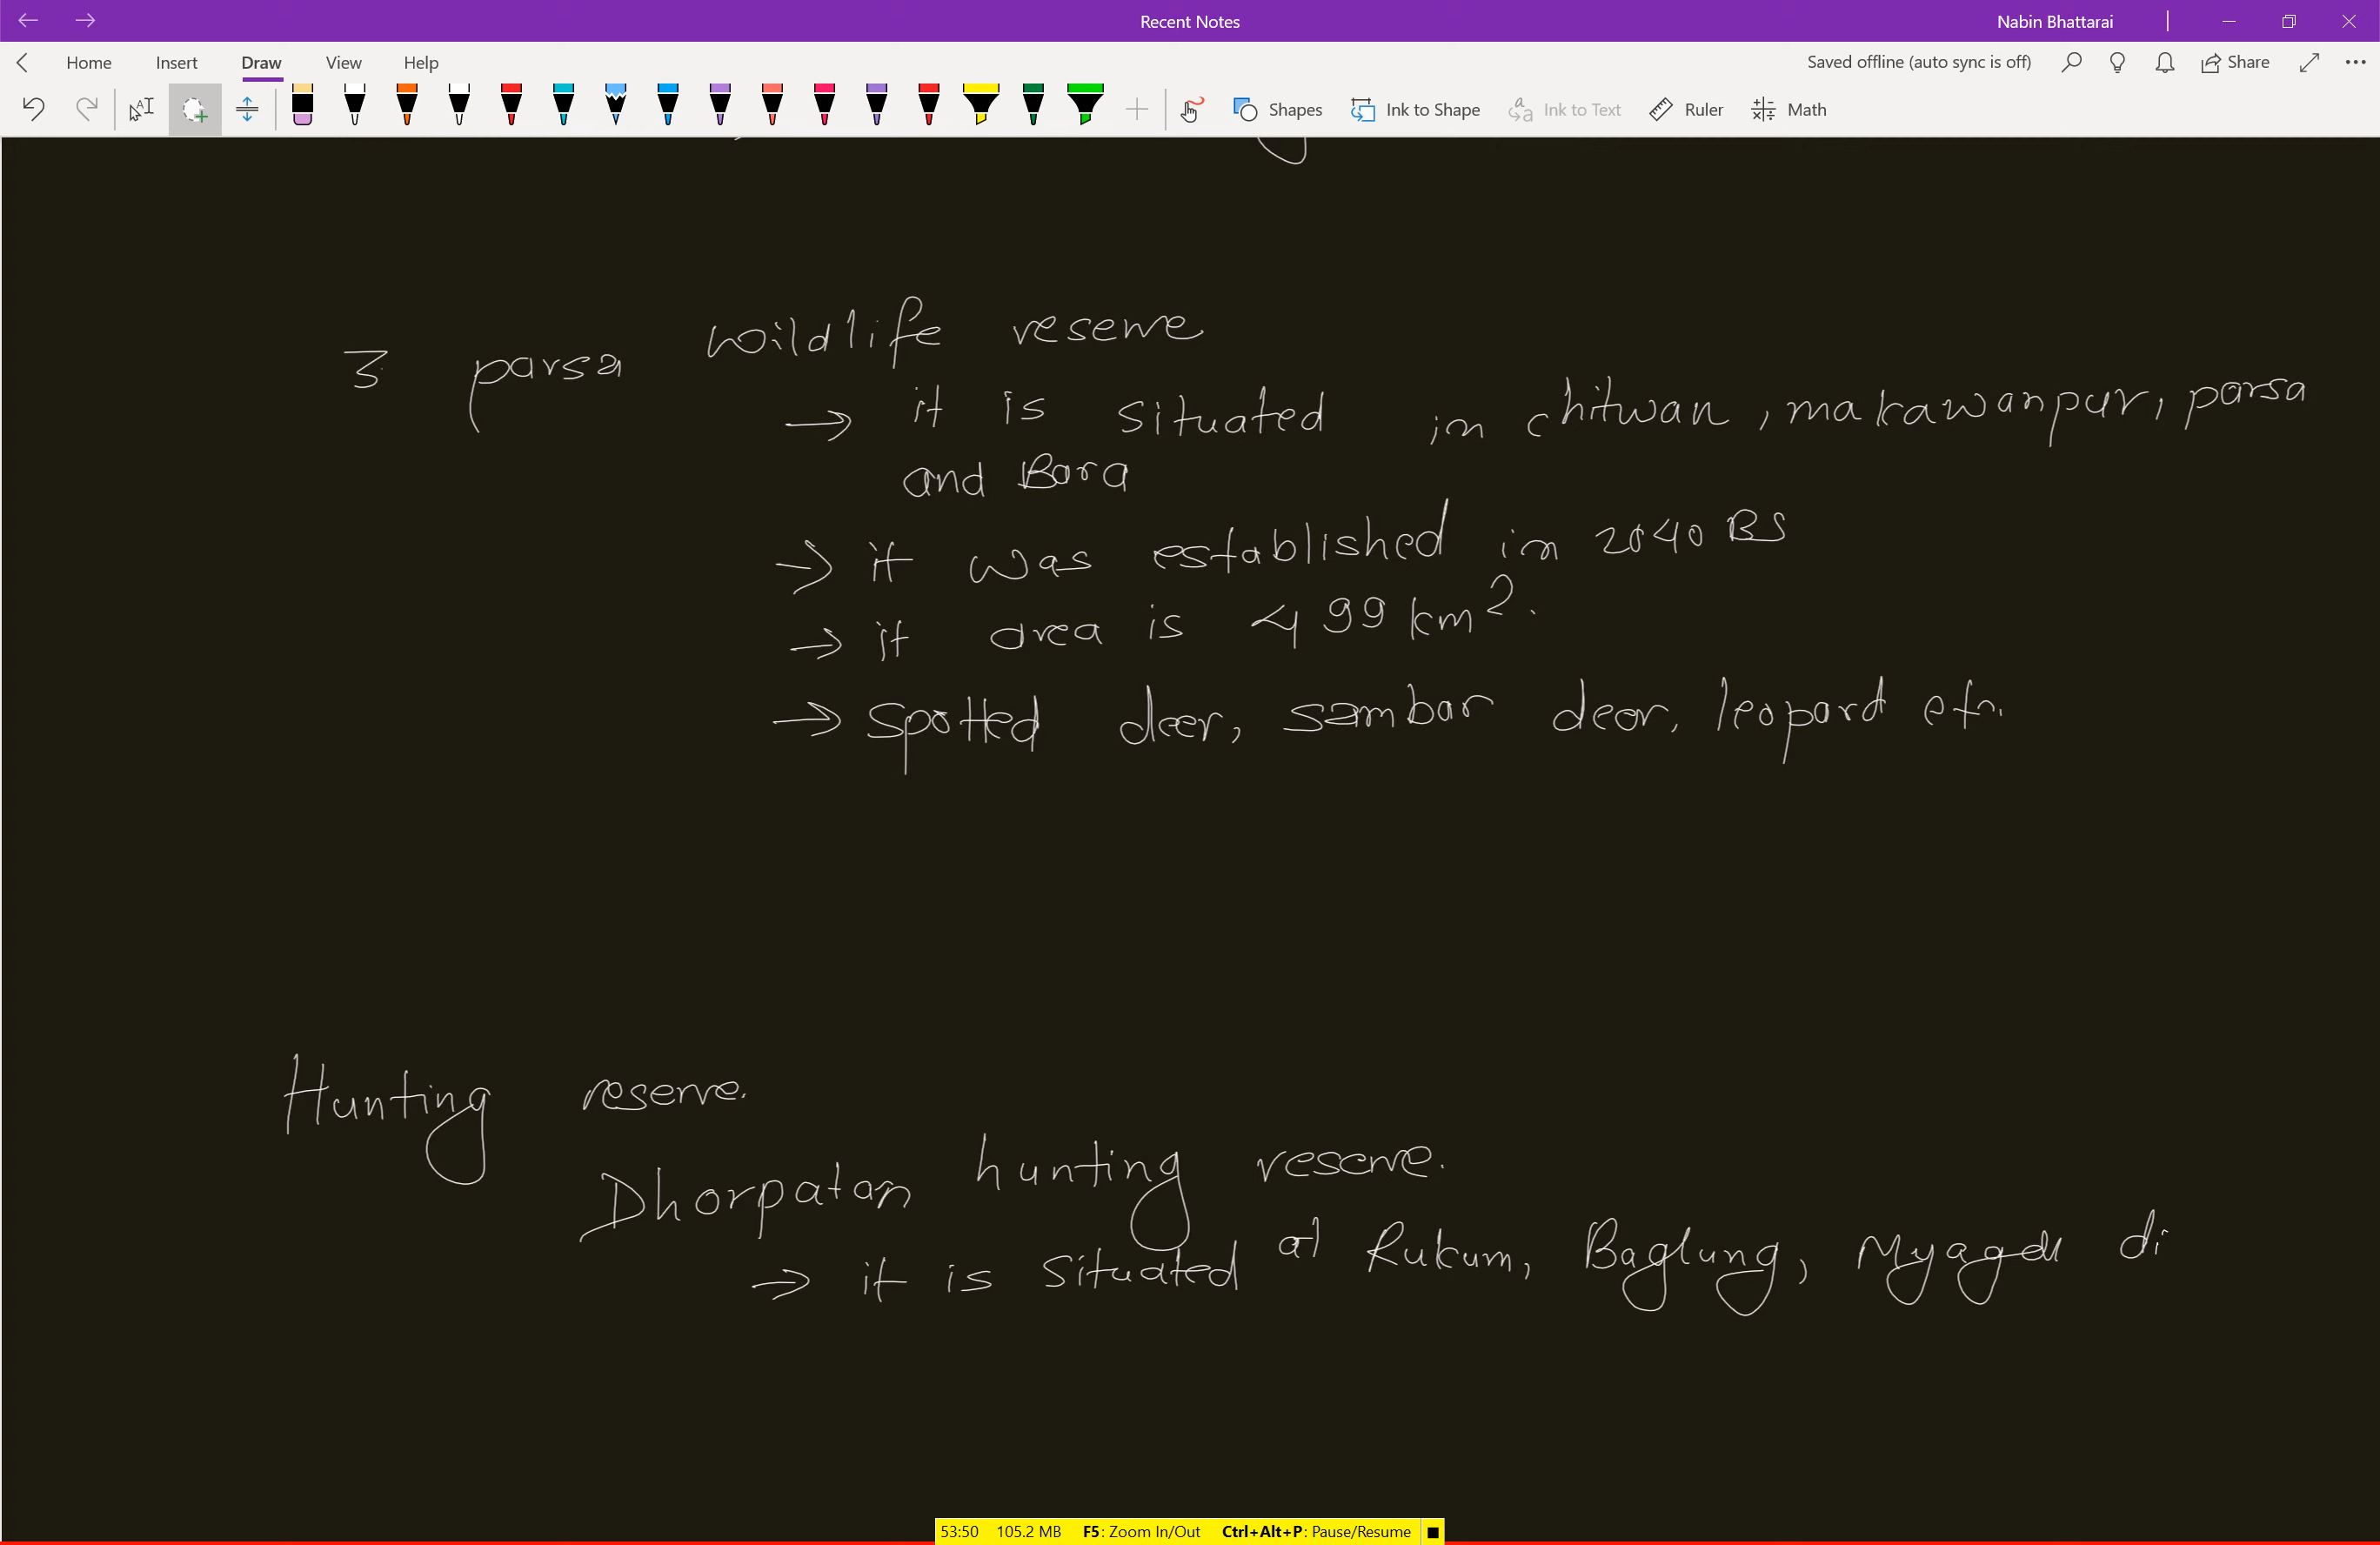 Recent Notes
Nabin Bhattarai
Home Insert Draw View Help
Saved offline (auto sync is off) Share
Shapes Ink to Shape Ink to Text Ruler Math
3 parsa wildlife reserve
→ it is situated in chitwan, makawanpur, parsa
and Bara
→ it was established in 2040 BS
→ it area is 499 km².
→ spotted deer, sambar deer, leopard etc.
Hunting reserve.
Dhorpatan hunting reserve.
→ it is situated at Rukum, Baglung, Myagdi di
53:50 105.2 MB F5: Zoom In/Out Ctrl+Alt+P: Pause/Resume